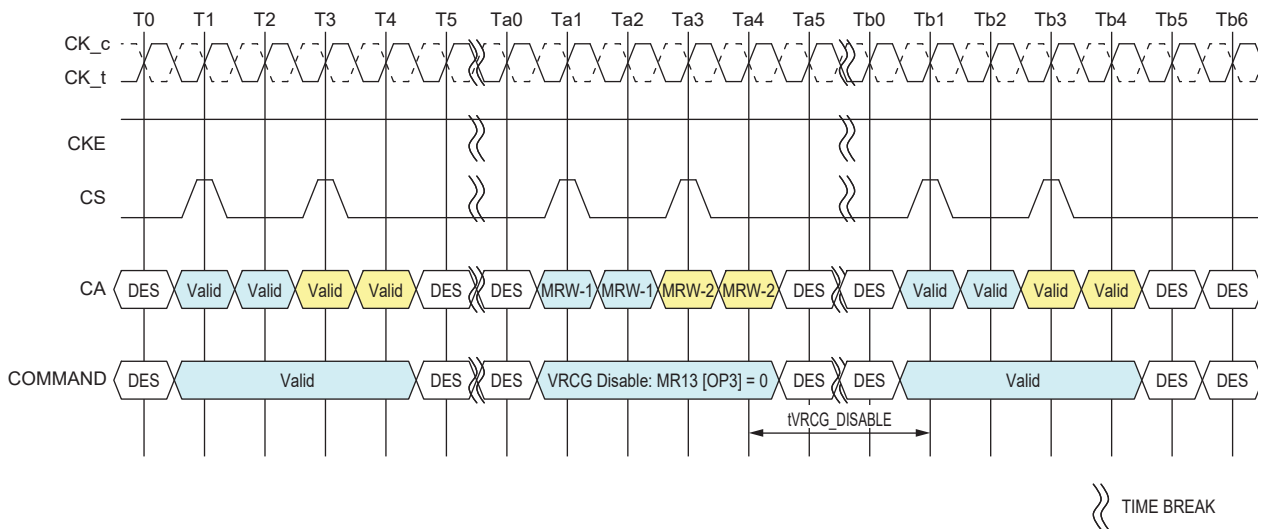 T0 T1 T2 T3 T4 T5 Ta0 Ta1 Ta2 Ta3 Ta4 Ta5 Tb0 Tb1 Tb2 Tb3 Tb4 Tb5 Tb6
CK_c
CK_t
CKE
CS
CA DES Valid Valid Valid Valid DES DES MRW-1 MRW-1 MRW-2 MRW-2 DES DES Valid Valid Valid Valid DES DES
COMMAND DES Valid DES DES VRCG Disable: MR13 [OP3] = 0 DES DES Valid DES DES
tVRCG_DISABLE
TIME BREAK